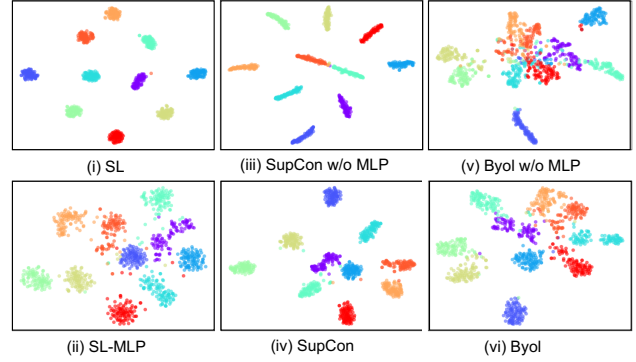 (i) SL
(iii) SupCon w/o MLP
(v) Byol w/o MLP
(ii) SL-MLP
(iv) SupCon
(vi) Byol